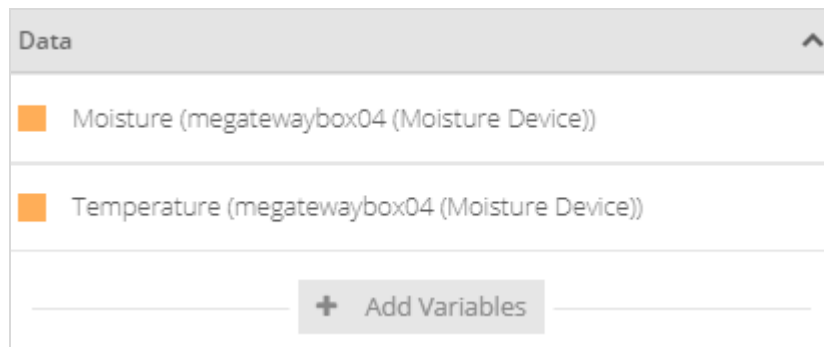 Data
Moisture (megatewaybox04 (Moisture Device))
Temperature (megatewaybox04 (Moisture Device))
+ Add Variables